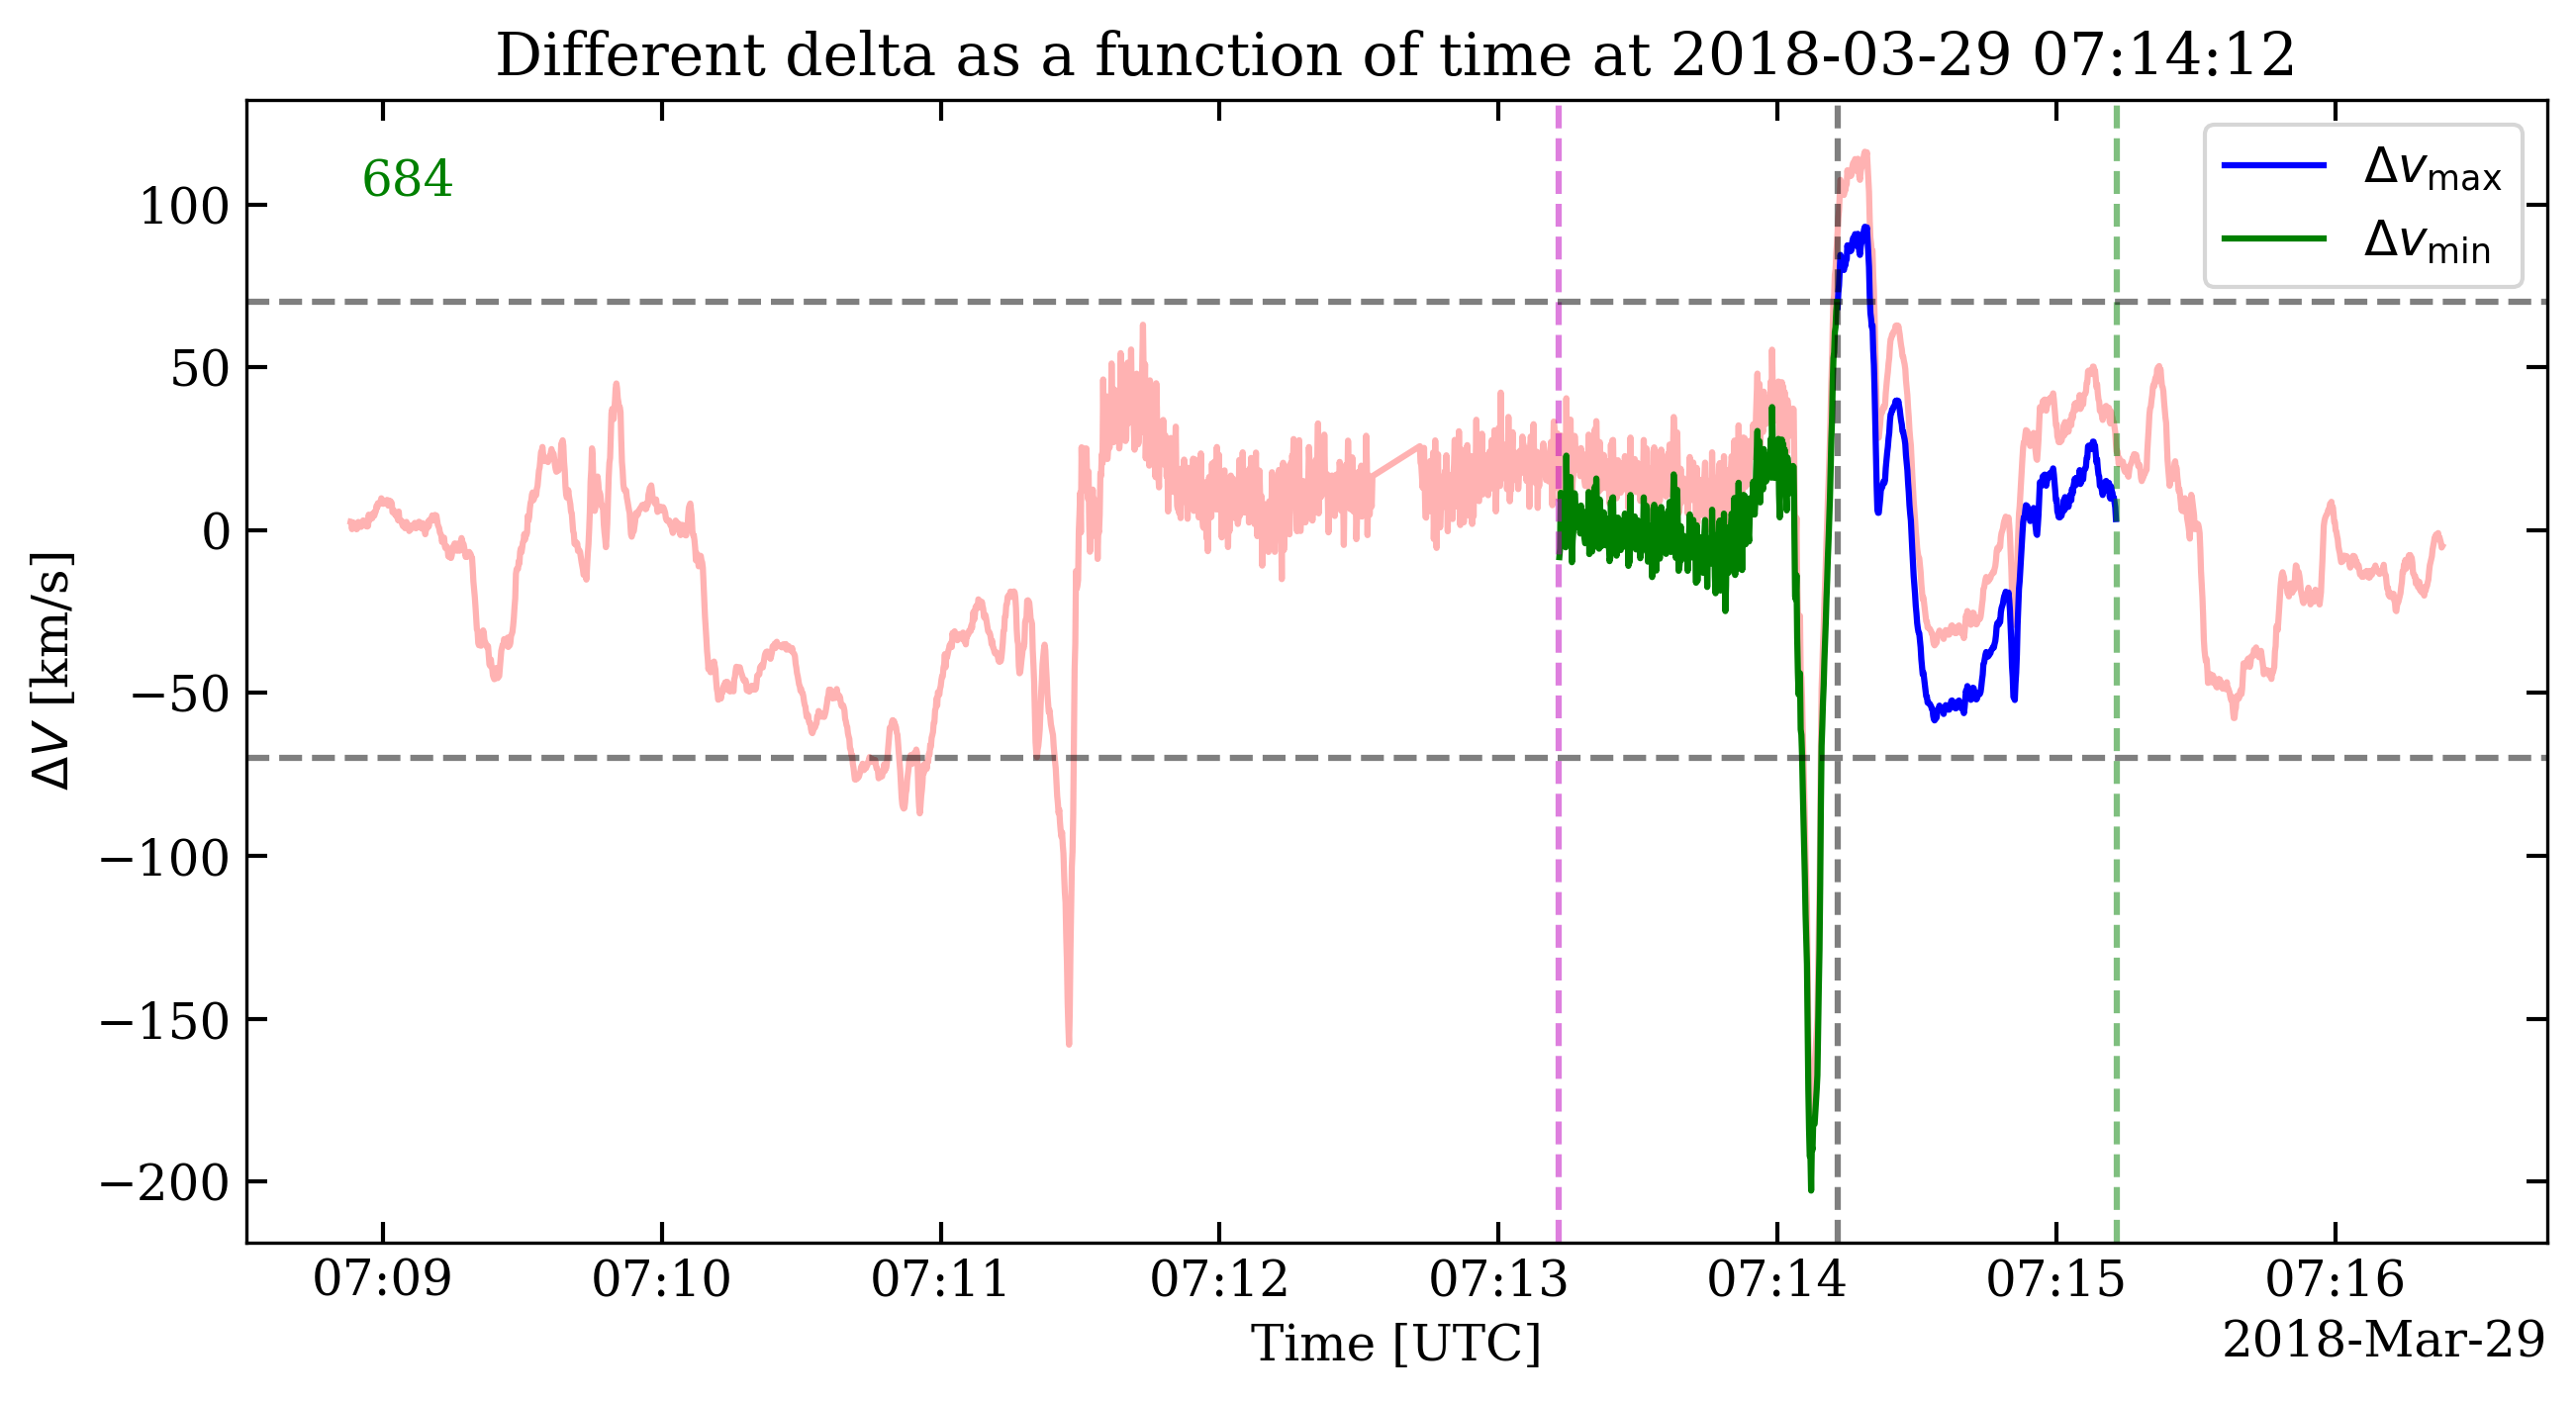 Different delta as a function of time at 2018-03-29 07:14:12
684
Δv_max
Δv_min
100
50
0
−50
−100
−150
−200
ΔV [km/s]
07:09 07:10 07:11 07:12 07:13 07:14 07:15 07:16
Time [UTC]
2018-Mar-29